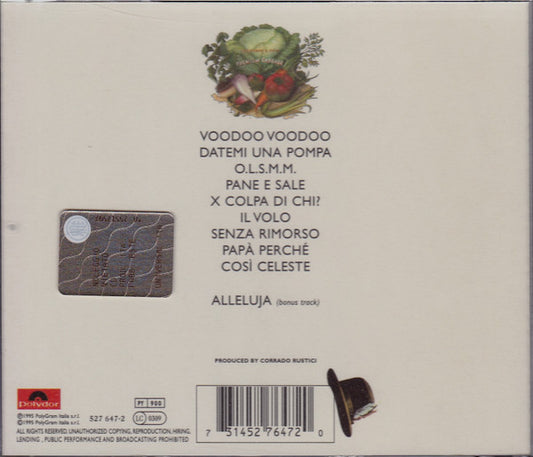 VOODOO VOODOO
DATEMI UNA POMPA
O.L.S.M.M.
PANE E SALE
X COLPA DI CHI?
IL VOLO
SENZA RIMORSO
PAPÀ PERCHÉ
COSÌ CELESTE
ALLELUJA (bonus track)
PRODUCED BY CORRADO RUSTICI
polydor
PY 900
527 647-2
LC 0309
℗1995 PolyGram Italia s.r.l.
©1995 PolyGram Italia s.r.l.
ALL RIGHTS RESERVED. UNAUTHORIZED COPYING, REPRODUCTION, HIRING,
LENDING , PUBLIC PERFORMANCE AND BROADCASTING PROHIBITED
7 31452 76472 0